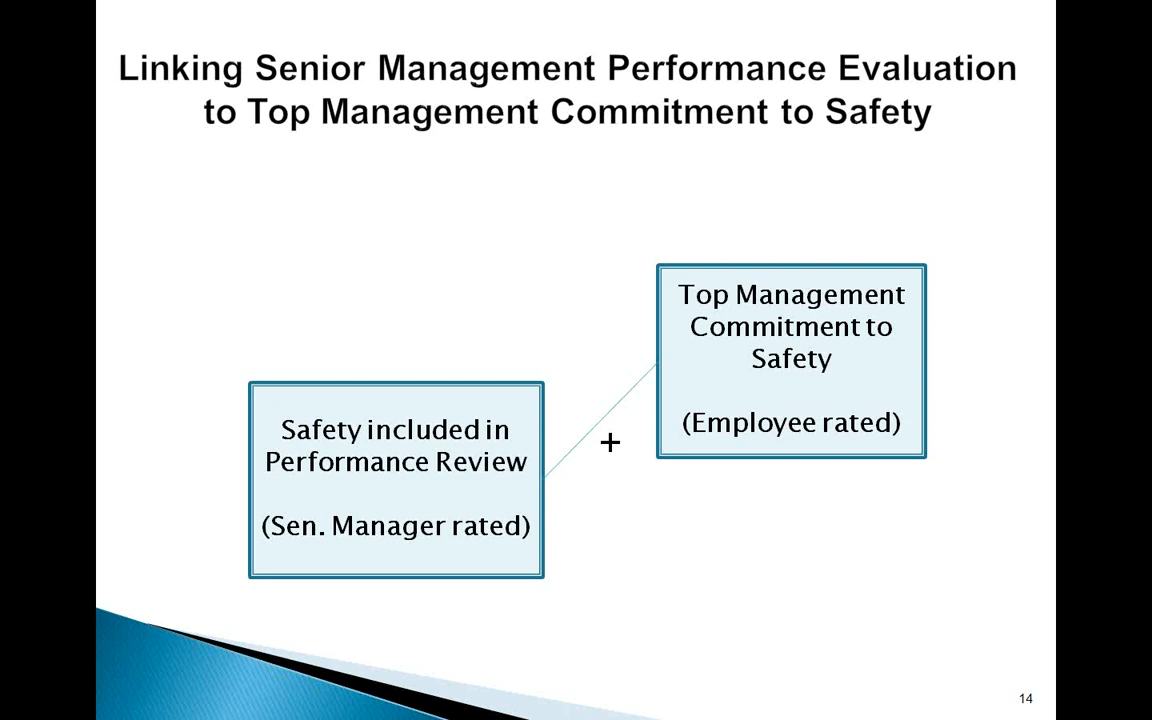 Linking Senior Management Performance Evaluation
to Top Management Commitment to Safety
Top Management
Commitment to
Safety
(Employee rated)
Safety included in
Performance Review
(Sen. Manager rated)
+
14